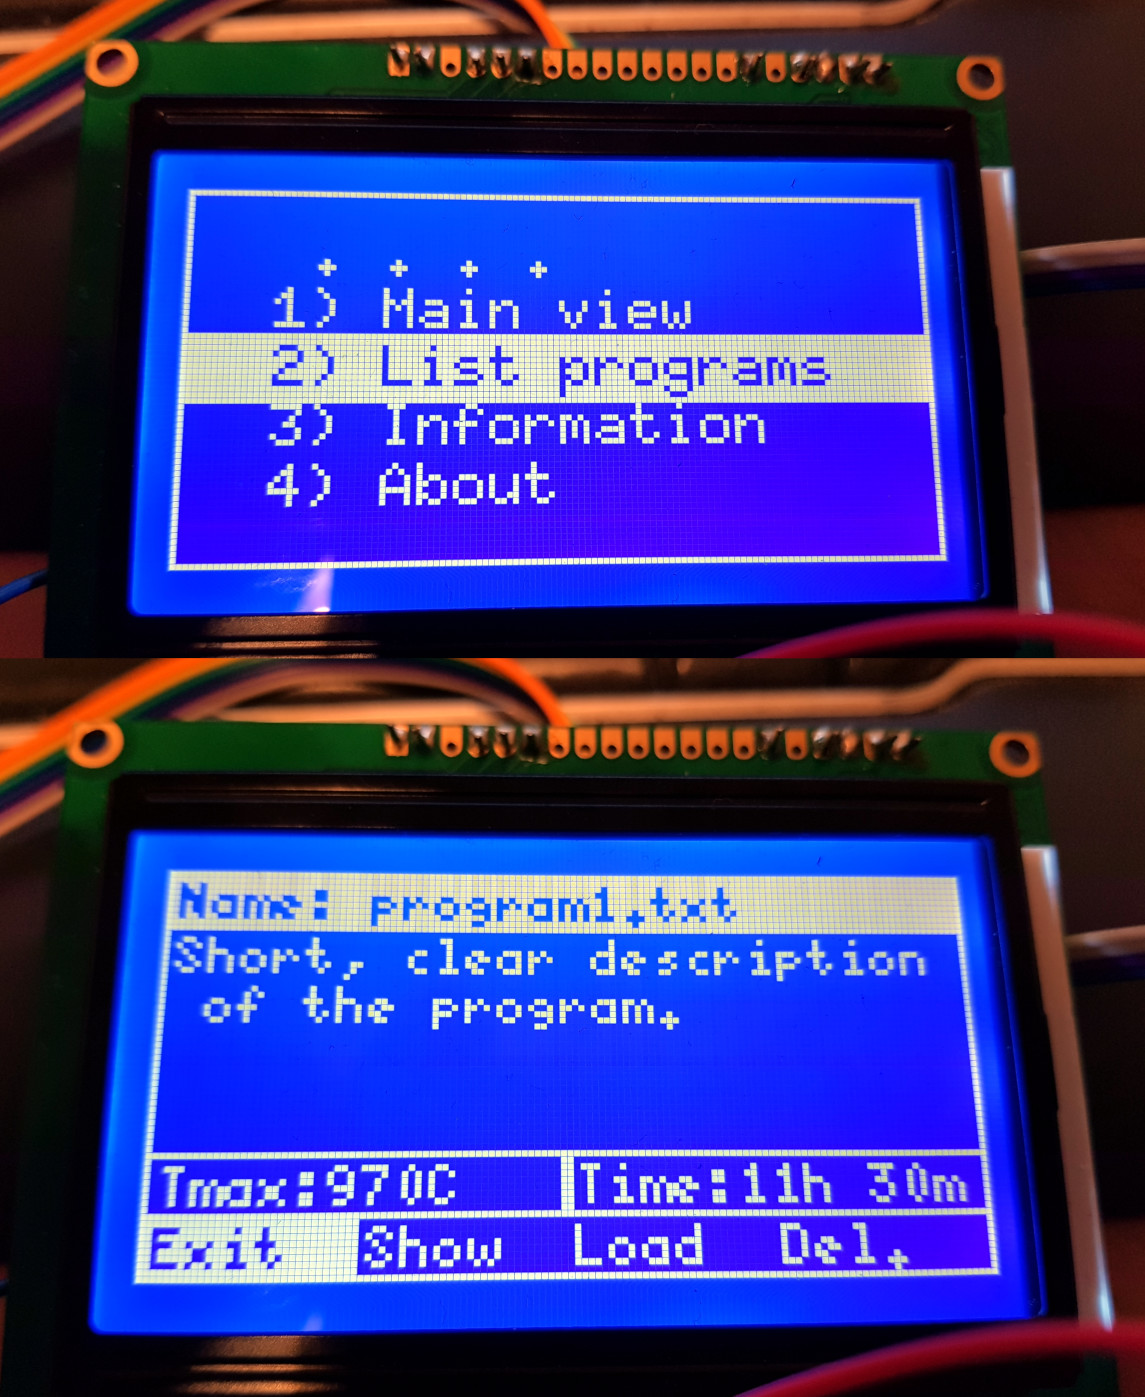 . . . .
1) Main view
2) List programs
3) Information
4) About
Name: program1.txt
Short, clear description
of the program.
Tmax:970C Time:11h 30m
Exit Show Load Del.